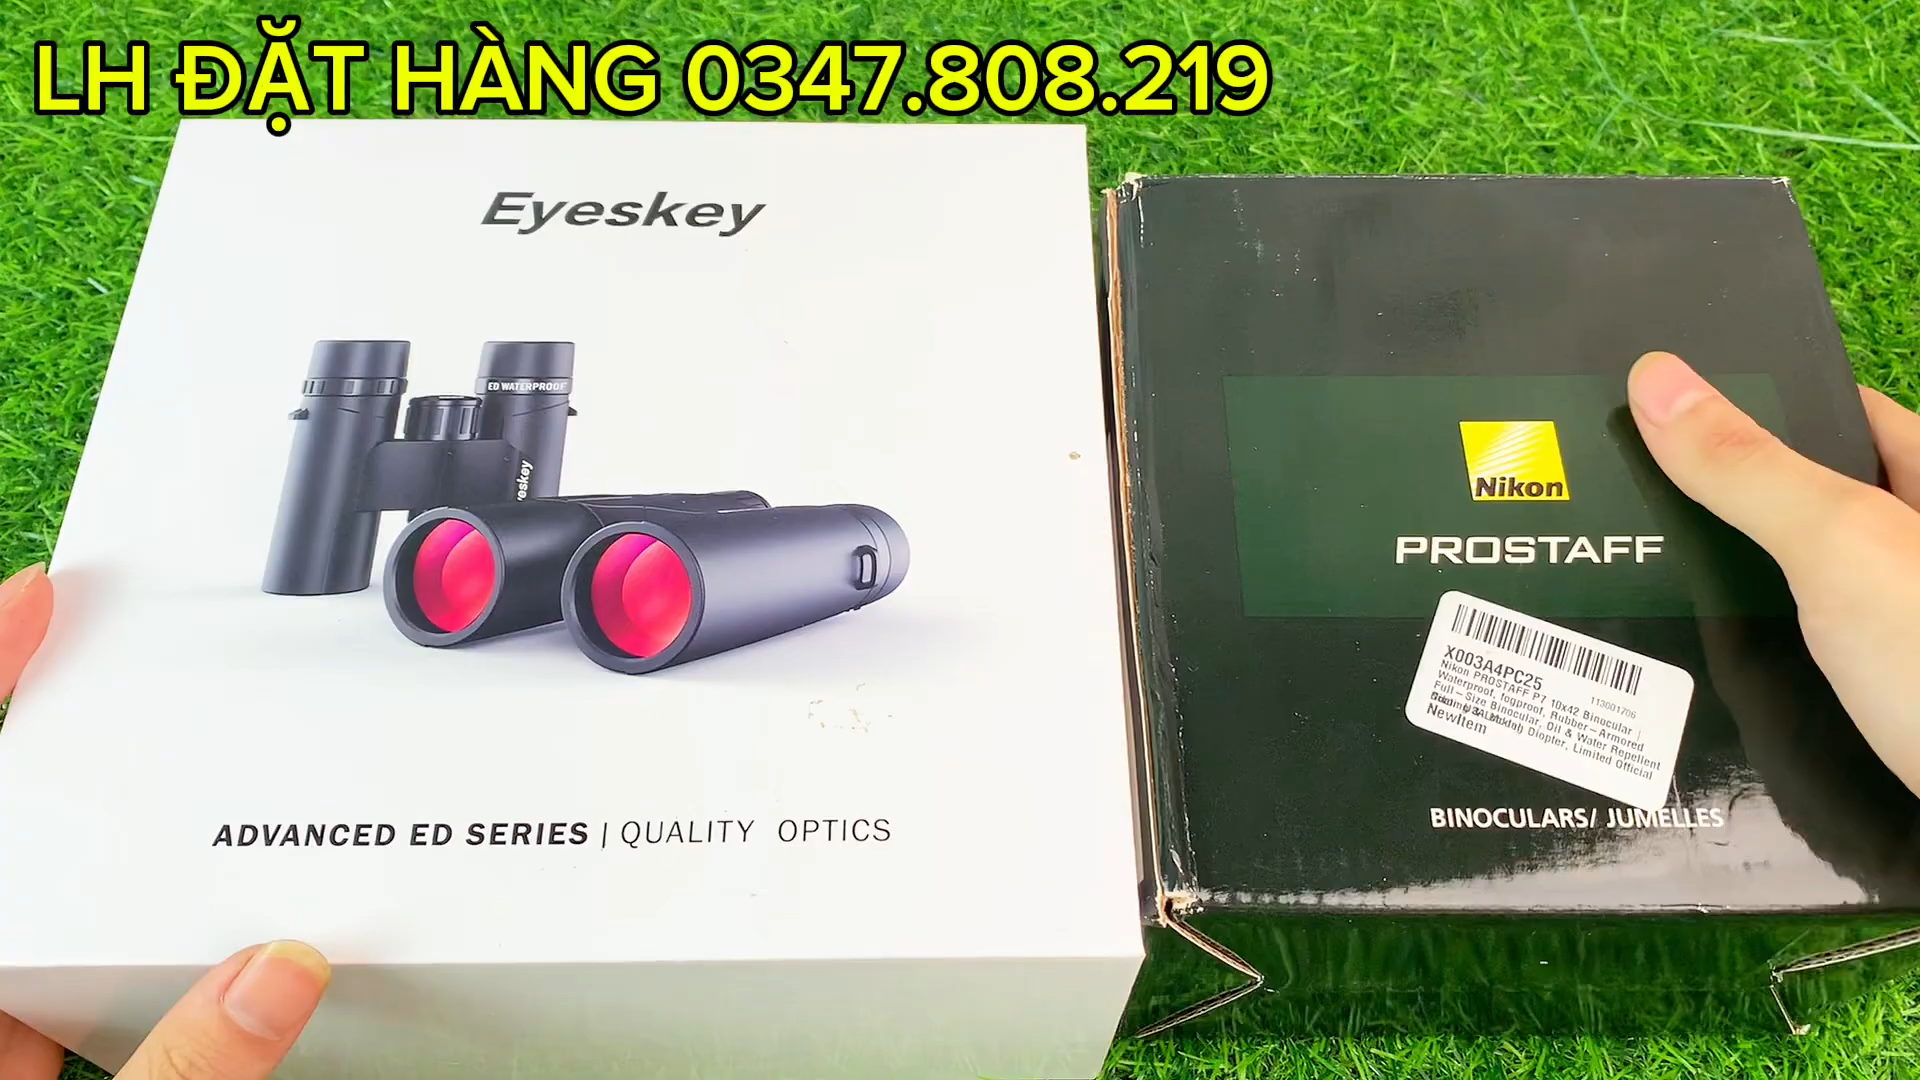 LH ĐẶT HÀNG 0347.808.219
Eyeskey
ED WATERPROOF
eyeskey
ADVANCED ED SERIES | QUALITY OPTICS
Nikon
PROSTAFF
X003A4PC25
113001706
Nikon PROSTAFF P7 10x42 Binocular |
Waterproof, fogproof, Rubber-Armored
Full-Size Binocular, Oil & Water Repellent
Diopter, Limited Official
NewItem
BINOCULARS/ JUMELLES